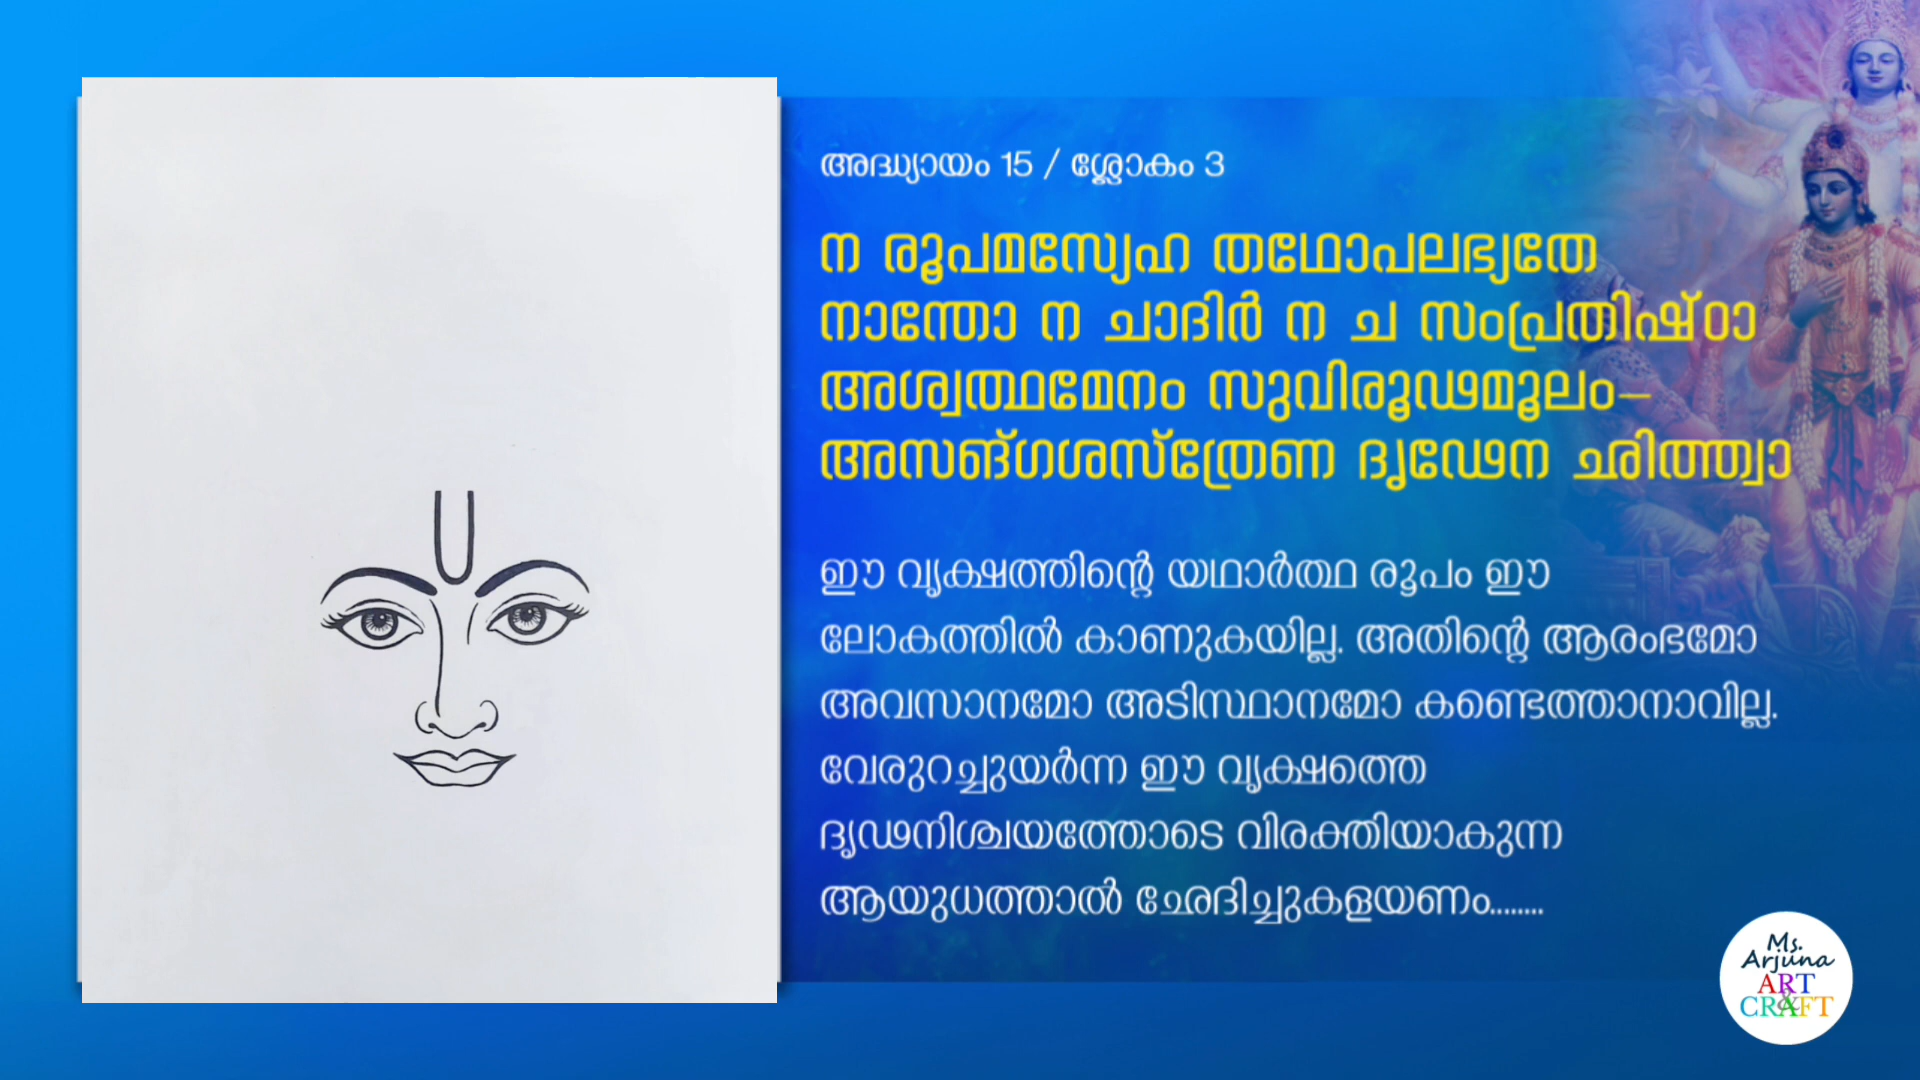 അദ്ധ്യായം 15 / ശ്ലോകം 3
ന രൂപമസ്യേഹ തഥോപലഭ്യതേ
നാന്തോ ന ചാദിർ ന ച സംപ്രതിഷ്ഠാ
അശ്വത്ഥമേനം സുവിരൂഢമൂലം–
അസങ്ഗശസ്ത്രേണ ദൃഢേന ഛിത്ത്വാ
ഈ വൃക്ഷത്തിന്റെ യഥാർത്ഥ രൂപം ഈ
ലോകത്തിൽ കാണുകയില്ല. അതിന്റെ ആരംഭമോ
അവസാനമോ അടിസ്ഥാനമോ കണ്ടെത്താനാവില്ല.
വേരുറച്ചുയർന്ന ഈ വൃക്ഷത്തെ
ദൃഢനിശ്ചയത്തോടെ വിരക്തിയാകുന്ന
ആയുധത്താൽ ഛേദിച്ചുകളയണം........
Ms.
Arjuna
ART
&
CRAFT